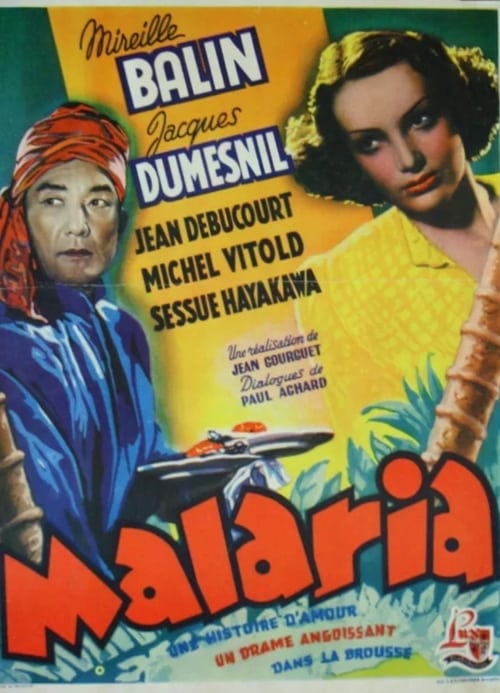 Mireille
BALIN
Jacques
DUMESNIL
JEAN DEBUCOURT
MICHEL VITOLD
SESSUE HAYAKAWA
Une réalisation de
JEAN GOURGUET
Dialogues de
PAUL ACHARD
Malaria
UNE HISTOIRE D'AMOUR
UN DRAME ANGOISSANT
DANS LA BROUSSE
Lux